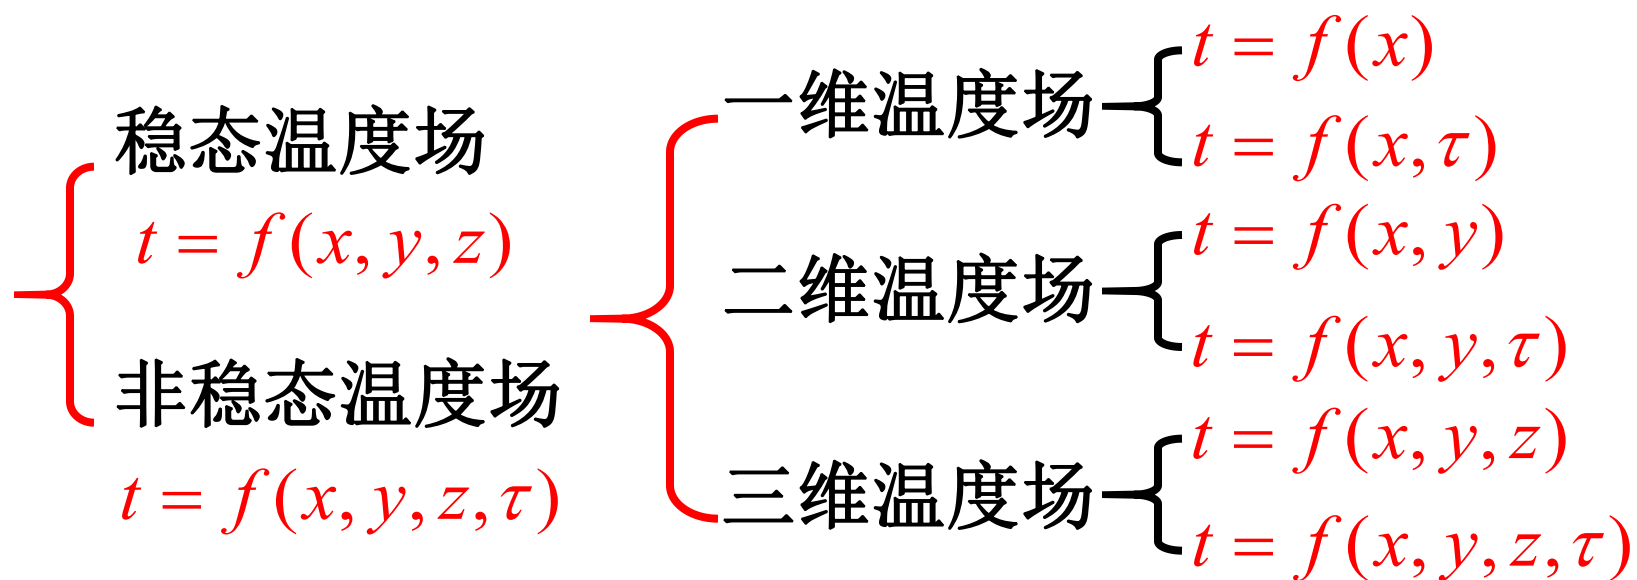 稳态温度场
t = f(x, y, z)
非稳态温度场
t = f(x, y, z, τ)
一维温度场
t = f(x)
t = f(x, τ)
二维温度场
t = f(x, y)
t = f(x, y, τ)
三维温度场
t = f(x, y, z)
t = f(x, y, z, τ)